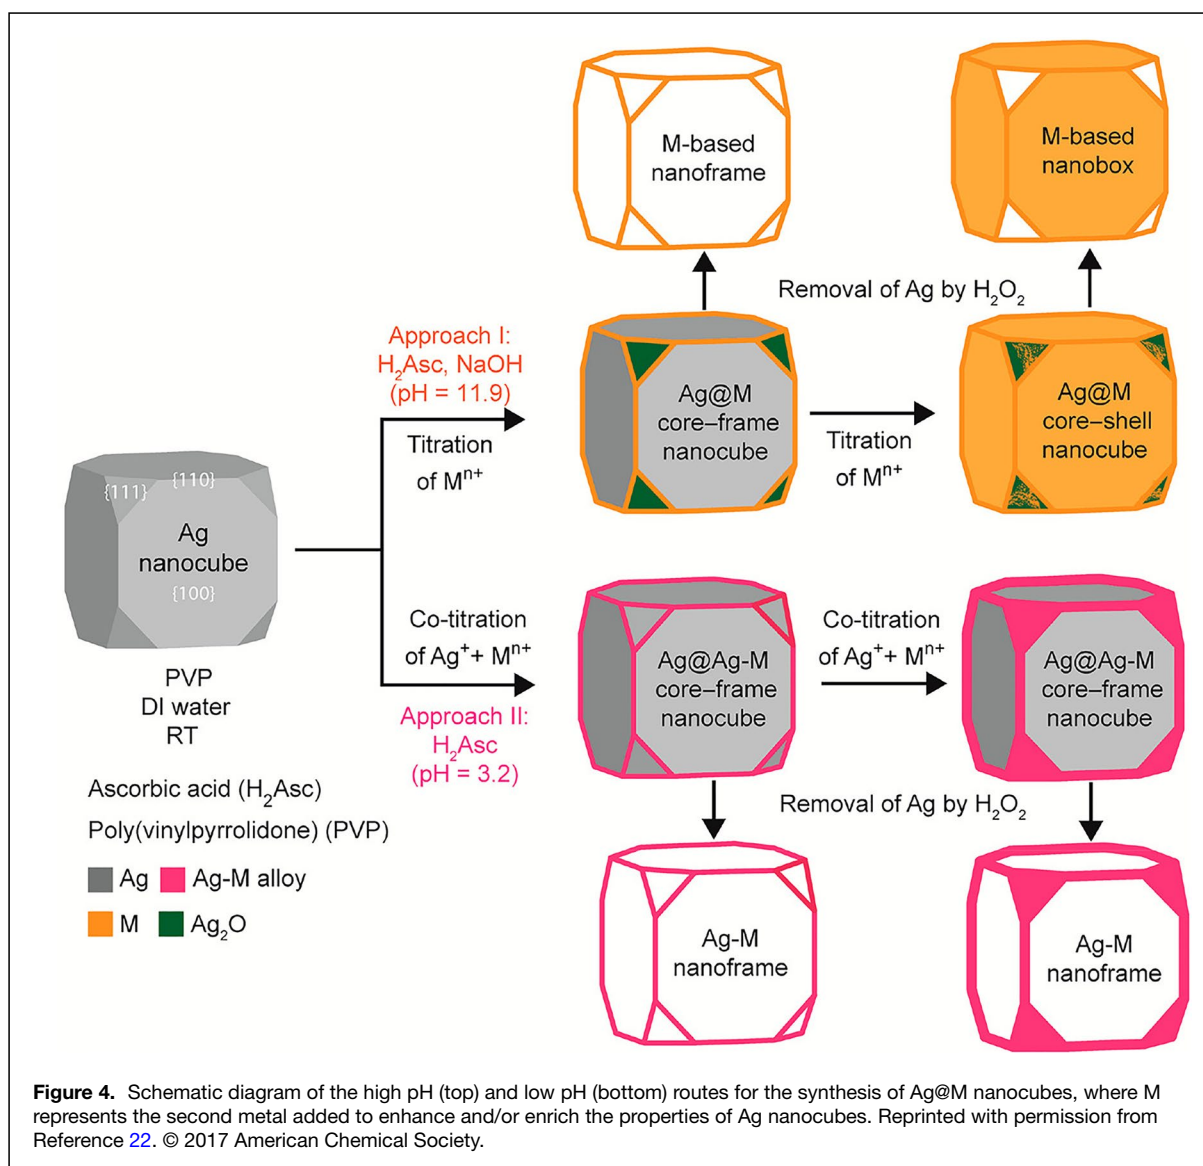 M-based
nanoframe
M-based
nanobox
Removal of Ag by H₂O₂
Approach I:
H₂Asc, NaOH
(pH = 11.9)
Titration
of Mⁿ⁺
Ag@M
core–frame
nanocube
Titration
of Mⁿ⁺
Ag@M
core–shell
nanocube
{111}
{110}
Ag
nanocube
{100}
PVP
DI water
RT
Co-titration
of Ag⁺+ Mⁿ⁺
Approach II:
H₂Asc
(pH = 3.2)
Ag@Ag-M
core–frame
nanocube
Co-titration
of Ag⁺+ Mⁿ⁺
Ag@Ag-M
core–frame
nanocube
Removal of Ag by H₂O₂
Ascorbic acid (H₂Asc)
Poly(vinylpyrrolidone) (PVP)
Ag Ag-M alloy
M Ag₂O
Ag-M
nanoframe
Ag-M
nanoframe
Figure 4. Schematic diagram of the high pH (top) and low pH (bottom) routes for the synthesis of Ag@M nanocubes, where M
represents the second metal added to enhance and/or enrich the properties of Ag nanocubes. Reprinted with permission from
Reference 22. © 2017 American Chemical Society.